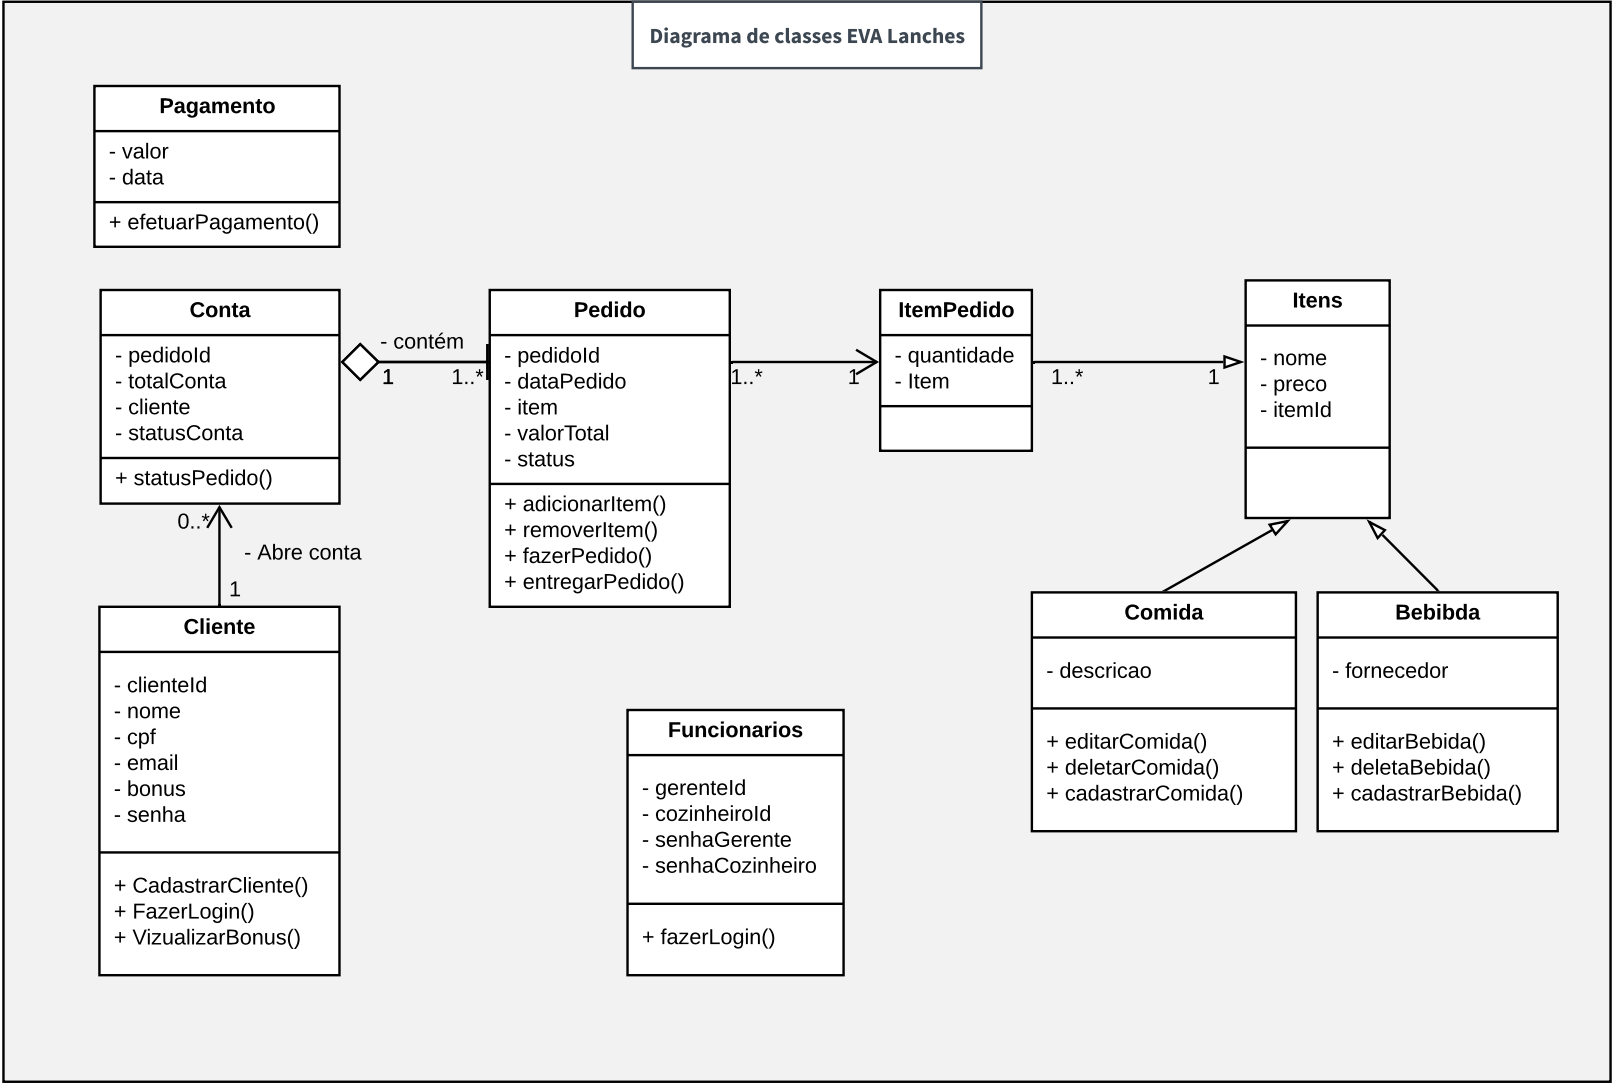 Diagrama de classes EVA Lanches
Pagamento
- valor
- data
+ efetuarPagamento()
Conta
- pedidoId
- totalConta
- cliente
- statusConta
+ statusPedido()
- contém
1
1..*
Pedido
- pedidoId
- dataPedido
- item
- valorTotal
- status
+ adicionarItem()
+ removerItem()
+ fazerPedido()
+ entregarPedido()
1..*
1
ItemPedido
- quantidade
- Item
1..*
1
Itens
- nome
- preco
- itemId
0..*
- Abre conta
1
Cliente
- clienteId
- nome
- cpf
- email
- bonus
- senha
+ CadastrarCliente()
+ FazerLogin()
+ VizualizarBonus()
Funcionarios
- gerenteId
- cozinheiroId
- senhaGerente
- senhaCozinheiro
+ fazerLogin()
Comida
- descricao
+ editarComida()
+ deletarComida()
+ cadastrarComida()
Bebibda
- fornecedor
+ editarBebida()
+ deletaBebida()
+ cadastrarBebida()